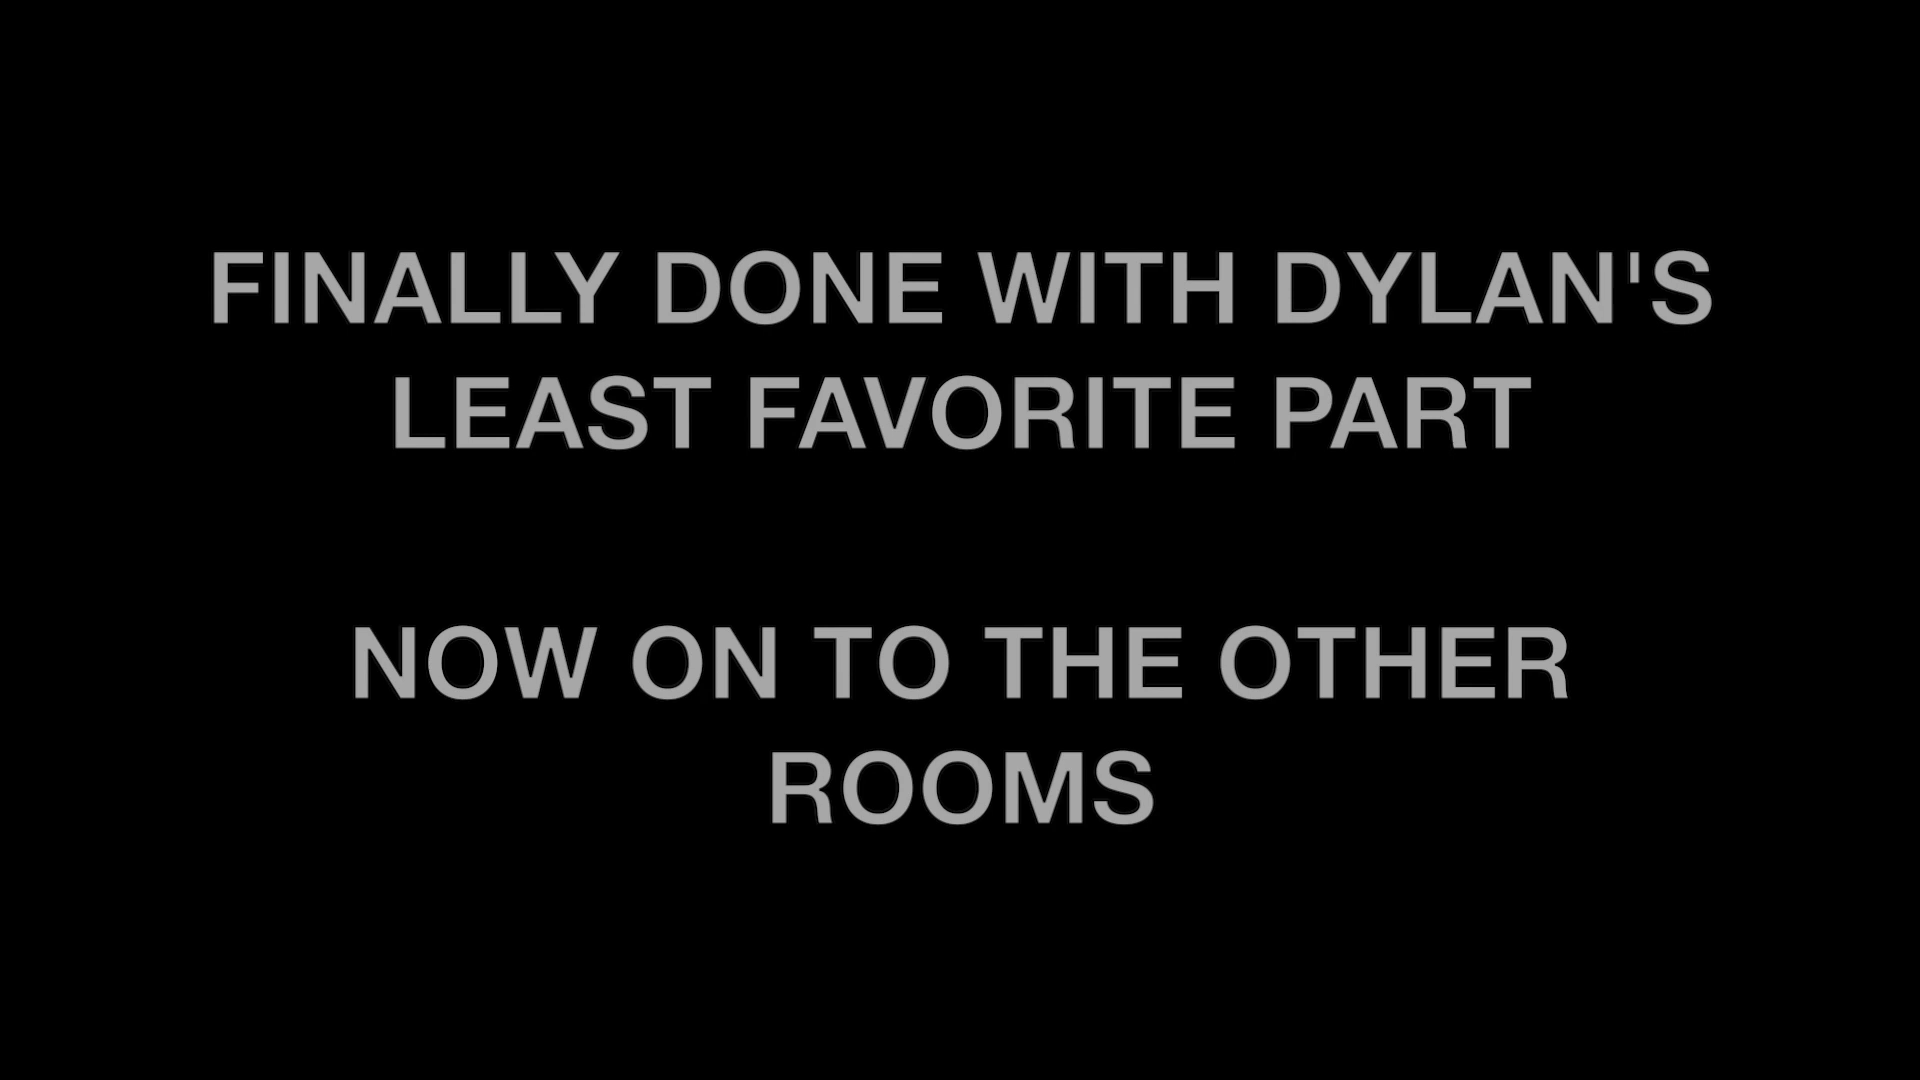 FINALLY DONE WITH DYLAN'S
LEAST FAVORITE PART
NOW ON TO THE OTHER
ROOMS